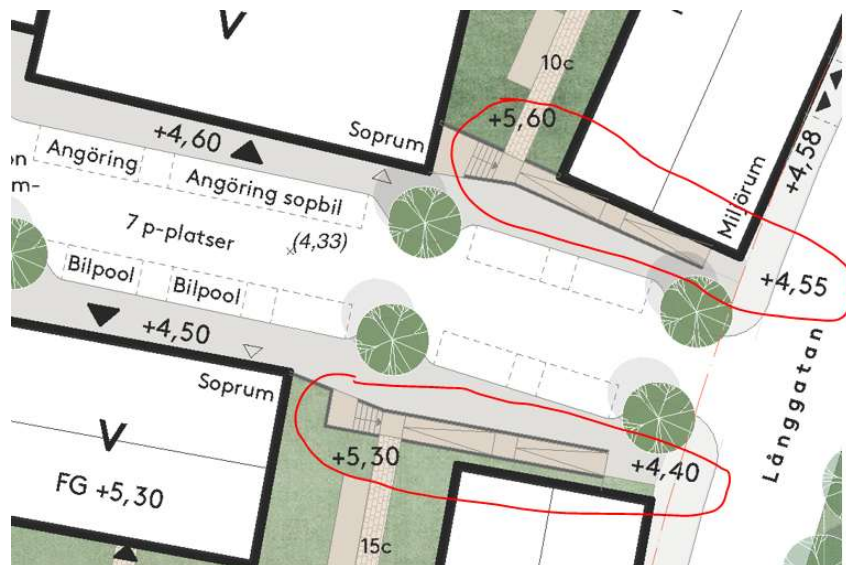 V
10c
+5,60
+4,60
Soprum
Angöring
Angöring sopbil
7 p-platser
(4,33)
Bilpool
Bilpool
+4,50
Soprum
V
FG +5,30
+5,30
15c
+4,40
+4,55
+4,58
Miljörum
Långgatan